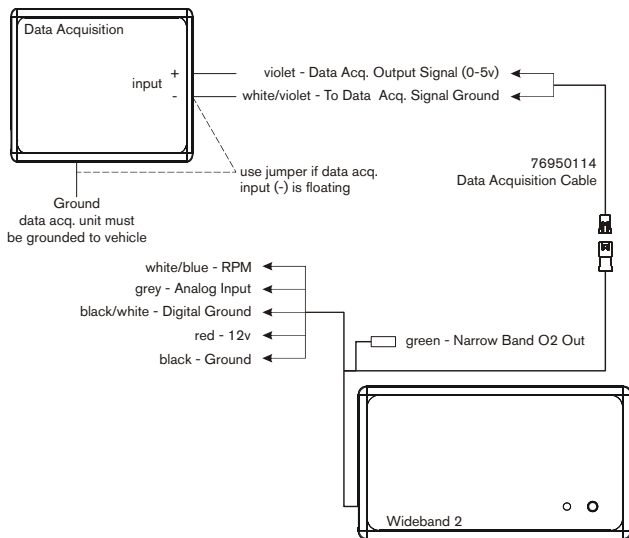 Data Acquisition
input
+
-
violet - Data Acq. Output Signal (0-5v)
white/violet - To Data Acq. Signal Ground
use jumper if data acq.
input (-) is floating
Ground
data acq. unit must
be grounded to vehicle
76950114
Data Acquisition Cable
white/blue - RPM
grey - Analog Input
black/white - Digital Ground
red - 12v
black - Ground
green - Narrow Band O2 Out
Wideband 2